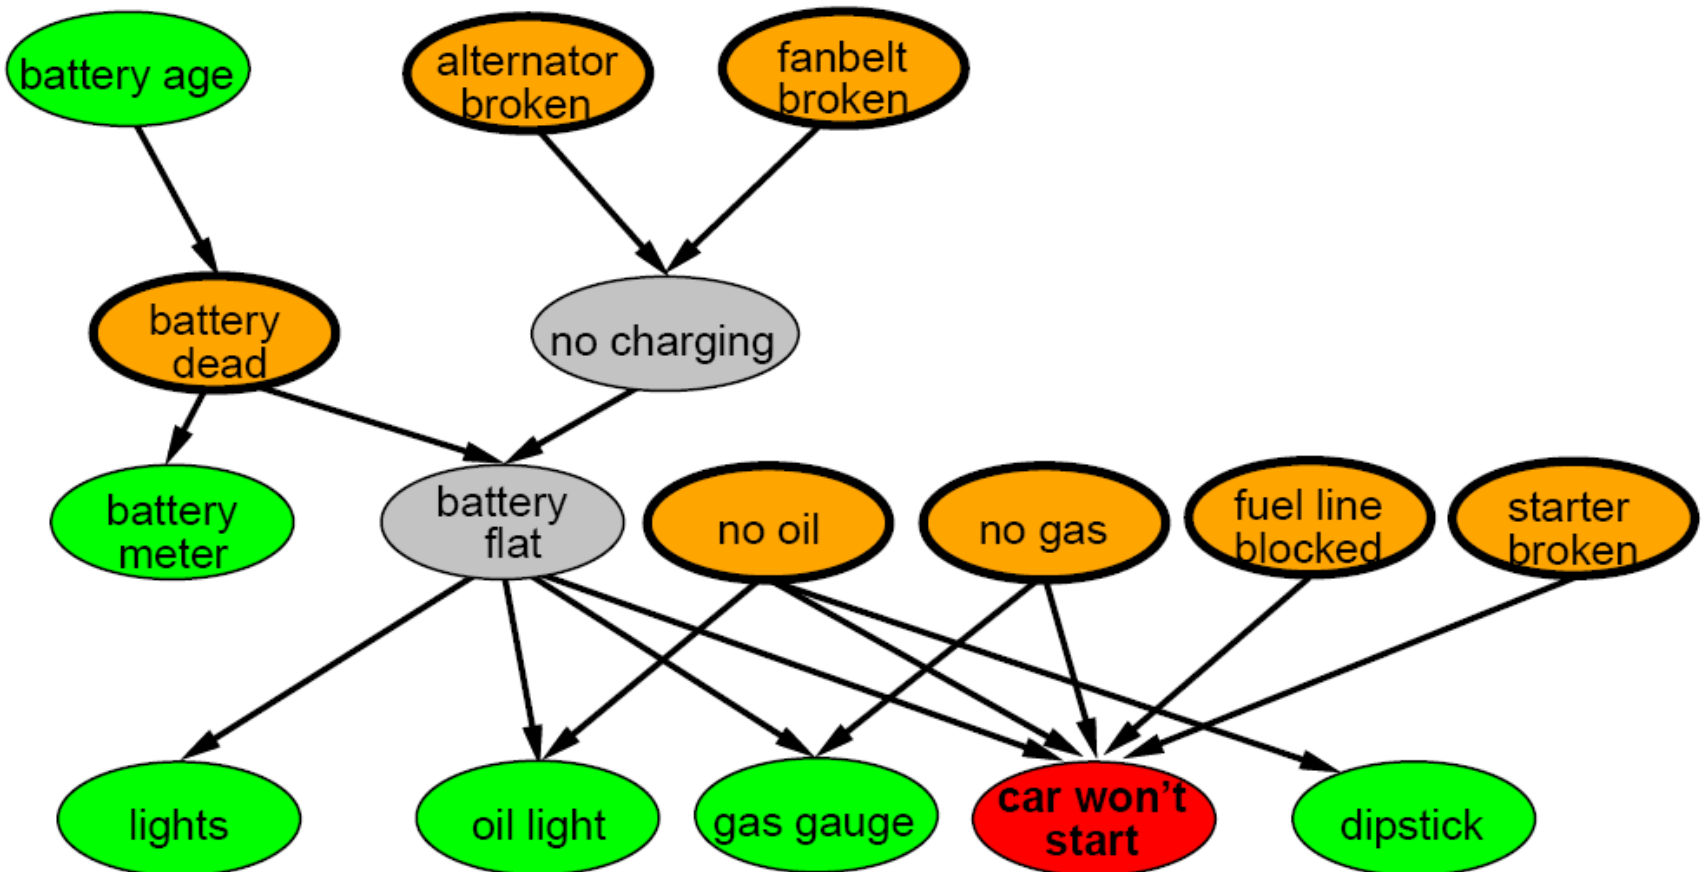 battery age
alternator
broken
fanbelt
broken
battery
dead
no charging
battery
meter
battery
flat
no oil
no gas
fuel line
blocked
starter
broken
lights
oil light
gas gauge
car won't
start
dipstick